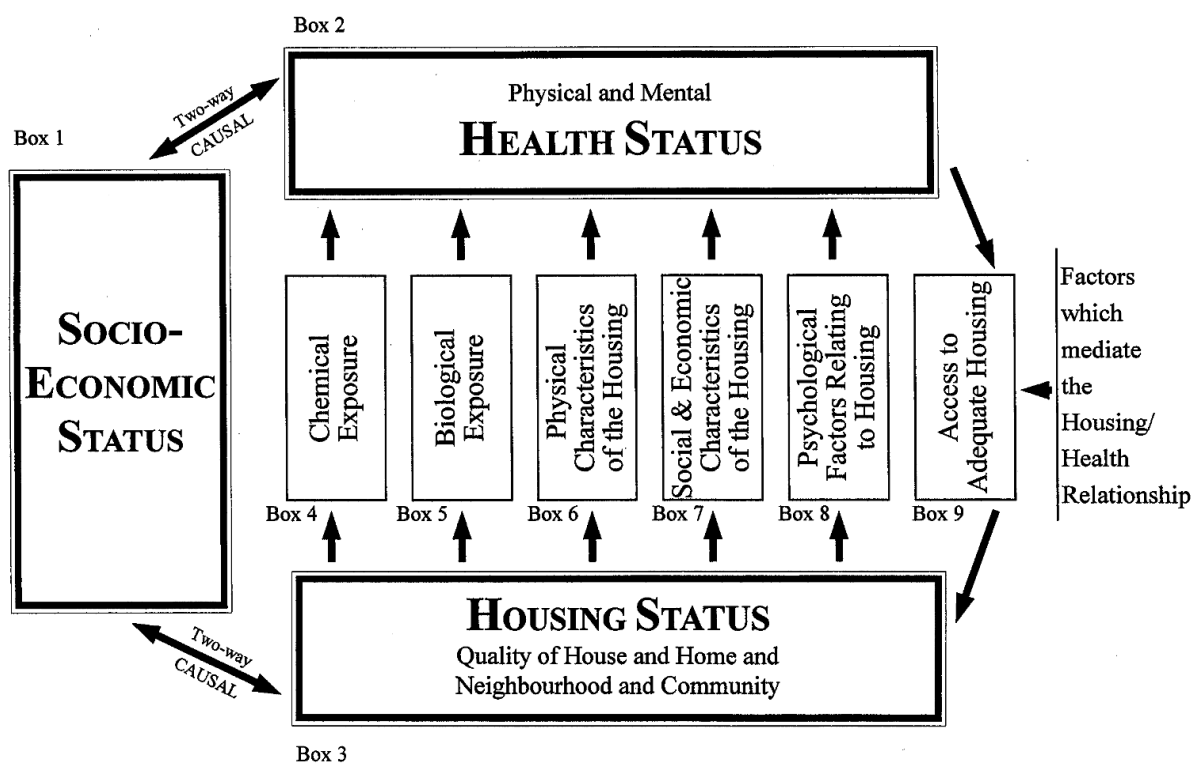 Box 2
Physical and Mental
HEALTH STATUS
Two-way
CAUSAL
Box 1
SOCIO-
ECONOMIC
STATUS
Chemical
Exposure
Box 4
Biological
Exposure
Box 5
Physical
Characteristics
of the Housing
Box 6
Social & Economic
Characteristics
of the Housing
Box 7
Psychological
Factors Relating
to Housing
Box 8
Access to
Adequate Housing
Box 9
Factors
which
mediate
the
Housing/
Health
Relationship
Two-way
CAUSAL
HOUSING STATUS
Quality of House and Home and
Neighbourhood and Community
Box 3